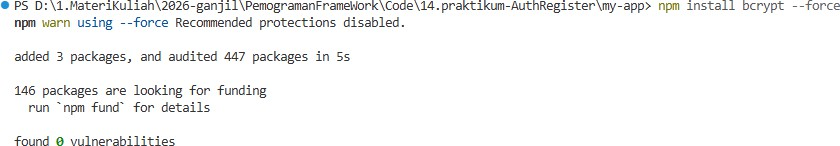 PS D:\1.MateriKuliah\2026-ganjil\PemogramanFrameWork\Code\14.praktikum-AuthRegister\my-app> npm install bcrypt --force
npm warn using --force Recommended protections disabled.
added 3 packages, and audited 447 packages in 5s
146 packages are looking for funding
run `npm fund` for details
found 0 vulnerabilities